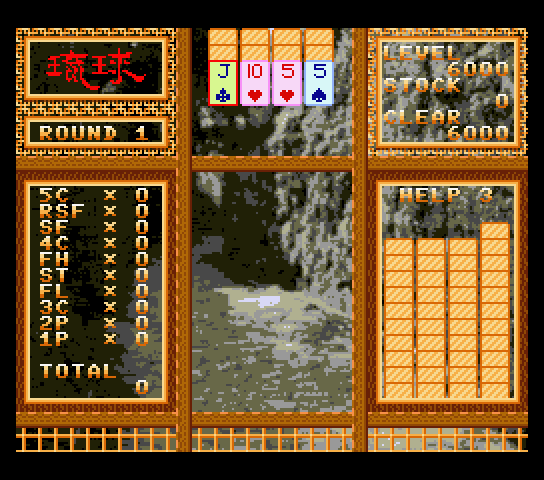 琉球
ROUND 1
J 10 5 5
LEVEL
6000
STOCK
0
CLEAR
6000
5C x 0
RSF x 0
SF x 0
4C x 0
FH x 0
ST x 0
FL x 0
3C x 0
2P x 0
1P x 0
TOTAL
0
HELP 3